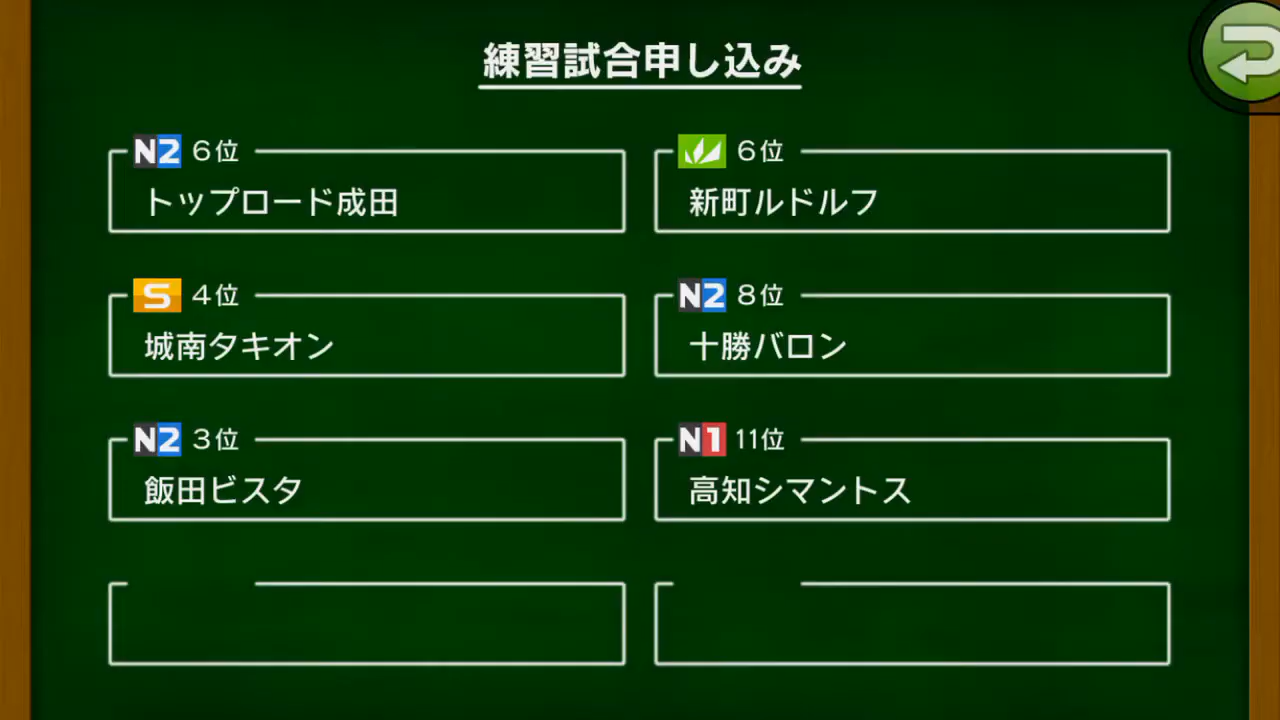 練習試合申し込み
N2 6位
トップロード成田
6位
新町ルドルフ
S 4位
城南タキオン
N2 8位
十勝バロン
N2 3位
飯田ビスタ
N1 11位
高知シマントス